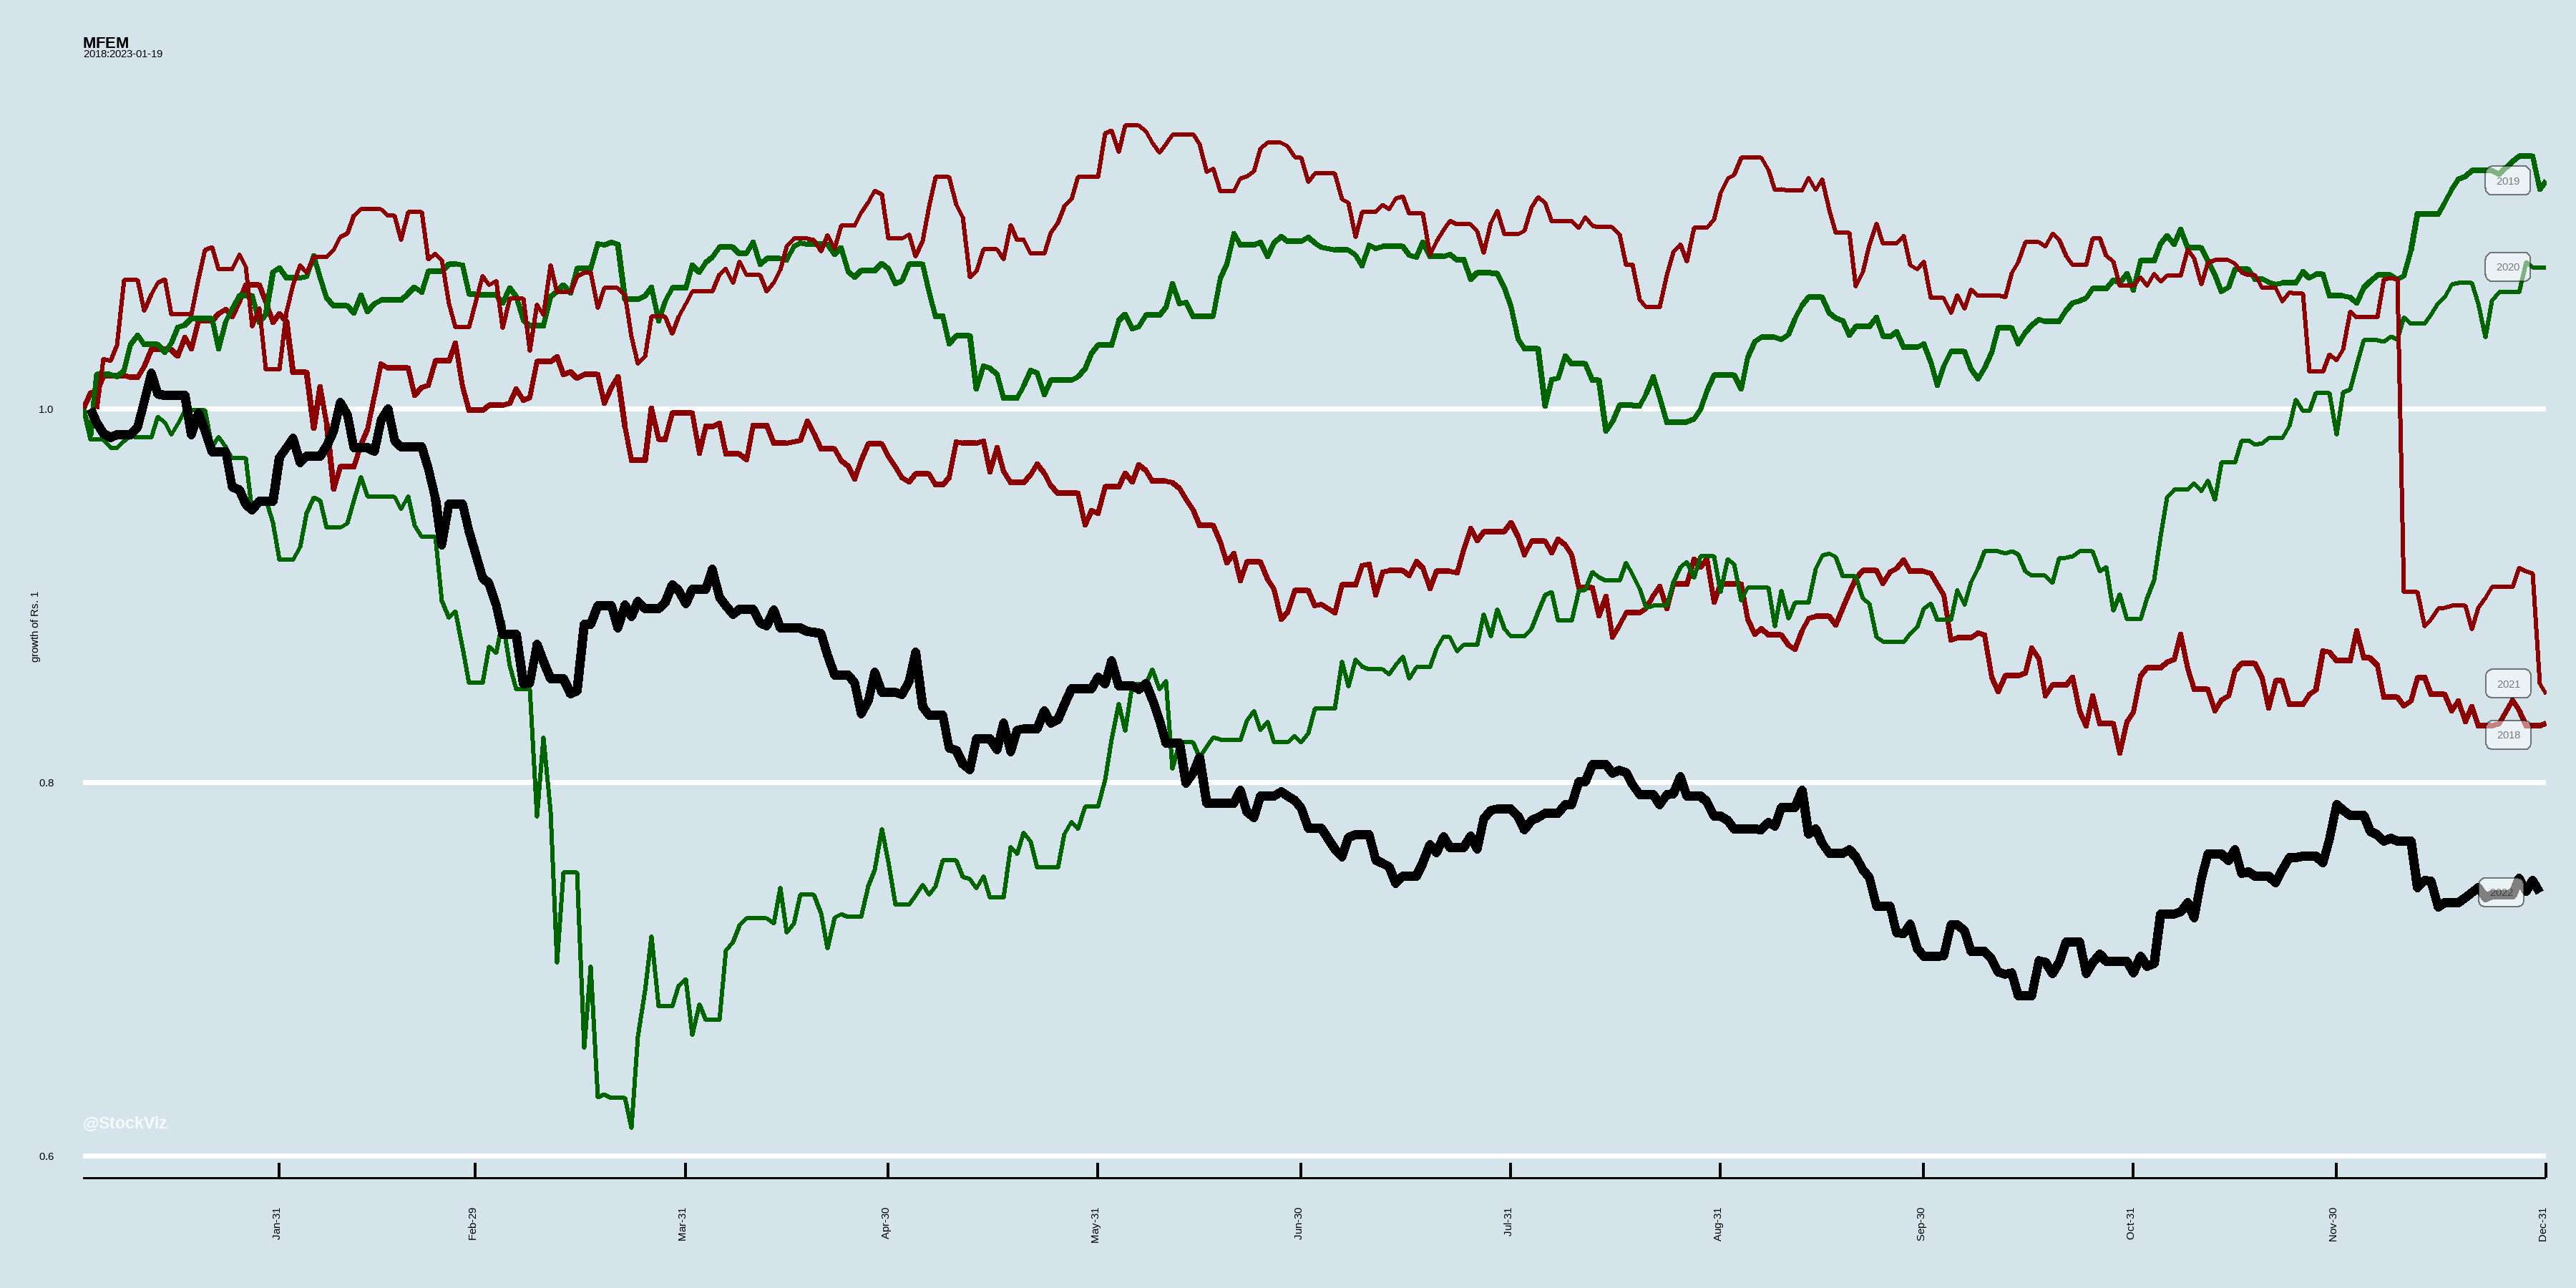 MFEM
2018:2023-01-19
2019
2020
1.0
growth of Rs. 1
2021
2018
0.8
2022
@StockViz
0.6
Jan-31
Feb-29
Mar-31
Apr-30
May-31
Jun-30
Jul-31
Aug-31
Sep-30
Oct-31
Nov-30
Dec-31